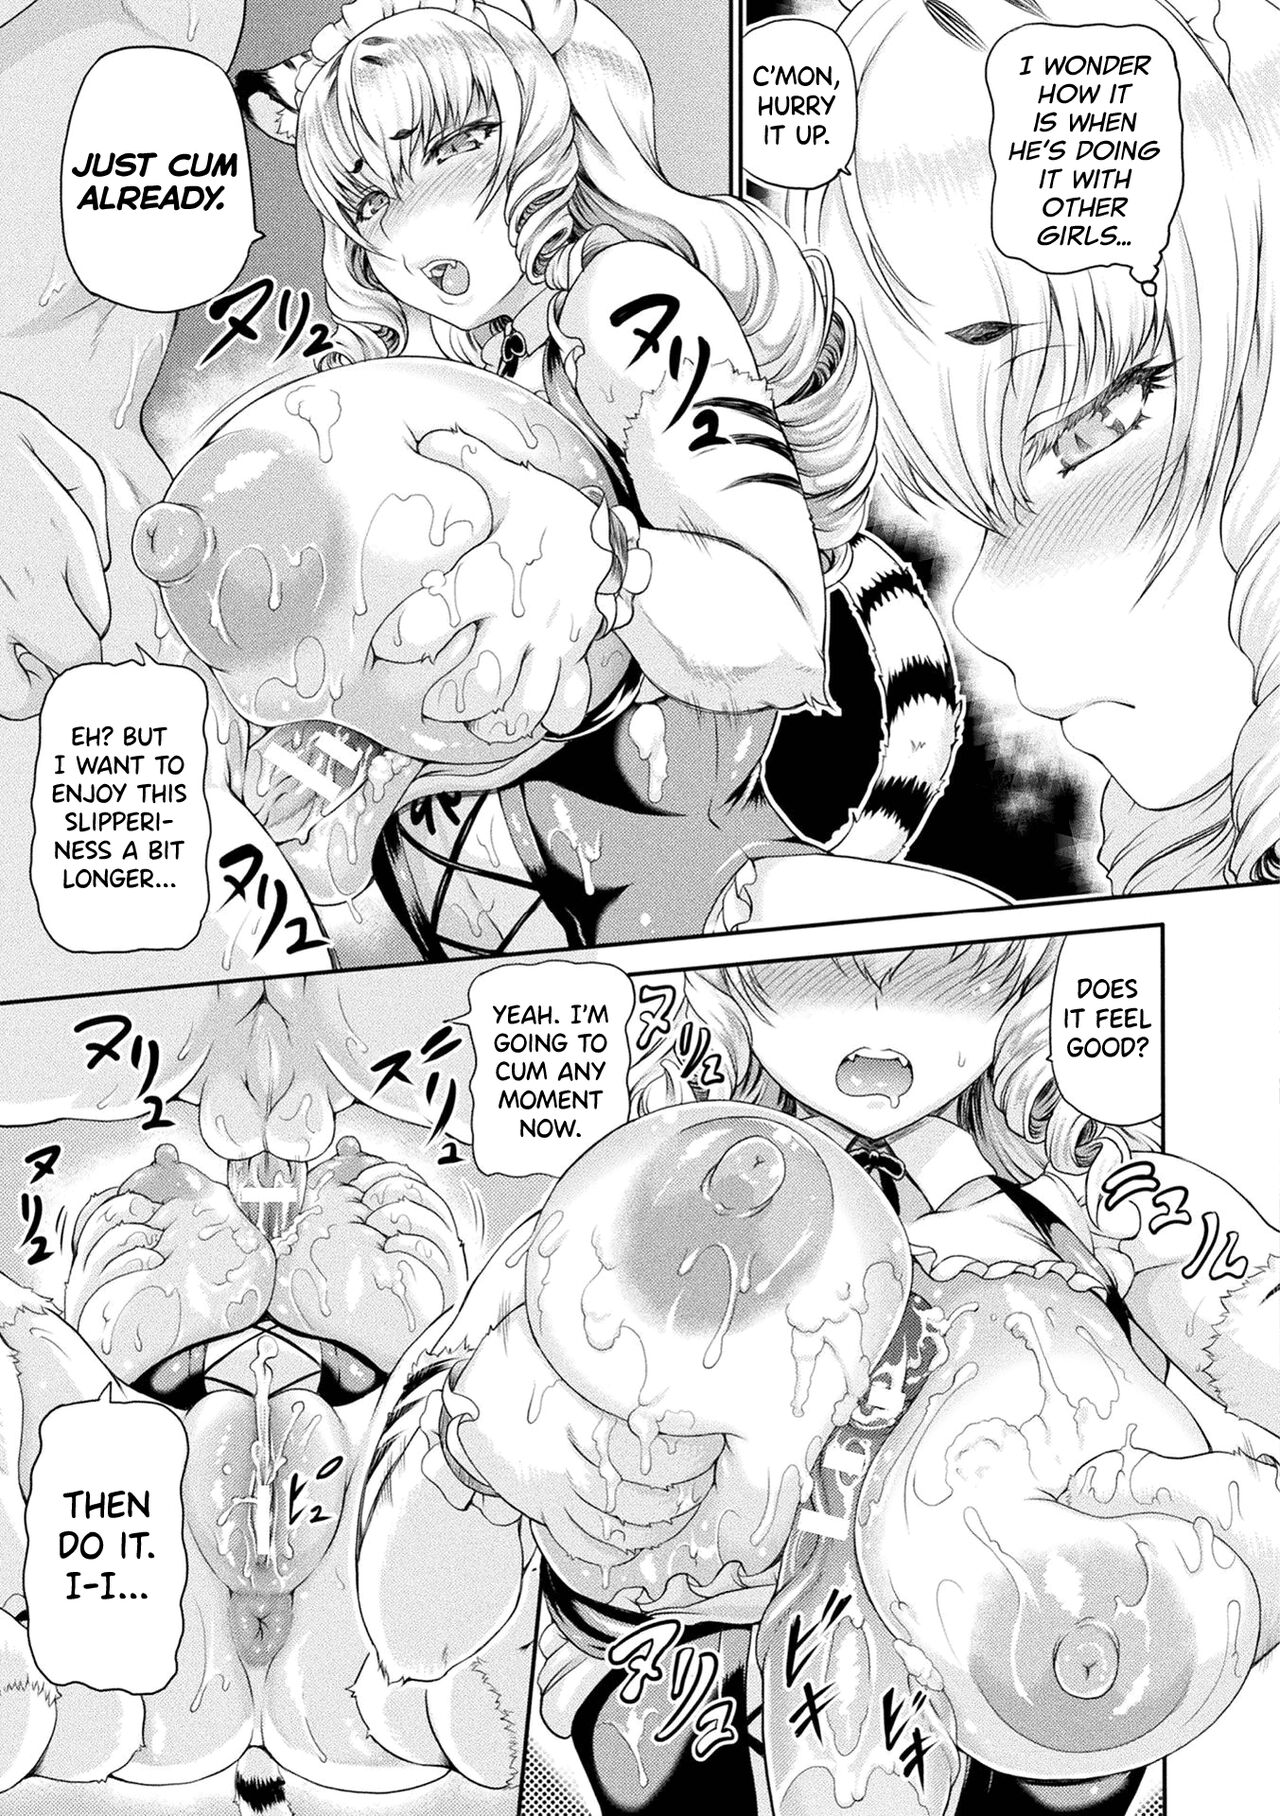 I WONDER
HOW IT
IS WHEN
HE'S DOING
IT WITH
OTHER
GIRLS...
C'MON,
HURRY
IT UP.
JUST CUM
ALREADY.
ヌリュ
ヌリュ
EH? BUT
I WANT TO
ENJOY THIS
SLIPPERI-
NESS A BIT
LONGER...
ヌリュ
DOES
IT FEEL
GOOD?
YEAH. I'M
GOING TO
CUM ANY
MOMENT
NOW.
ニュル
ヌリュ
ビキ
ビキ
ヌリュ
ヌリュ
ピュ
THEN
DO IT.
I-I...